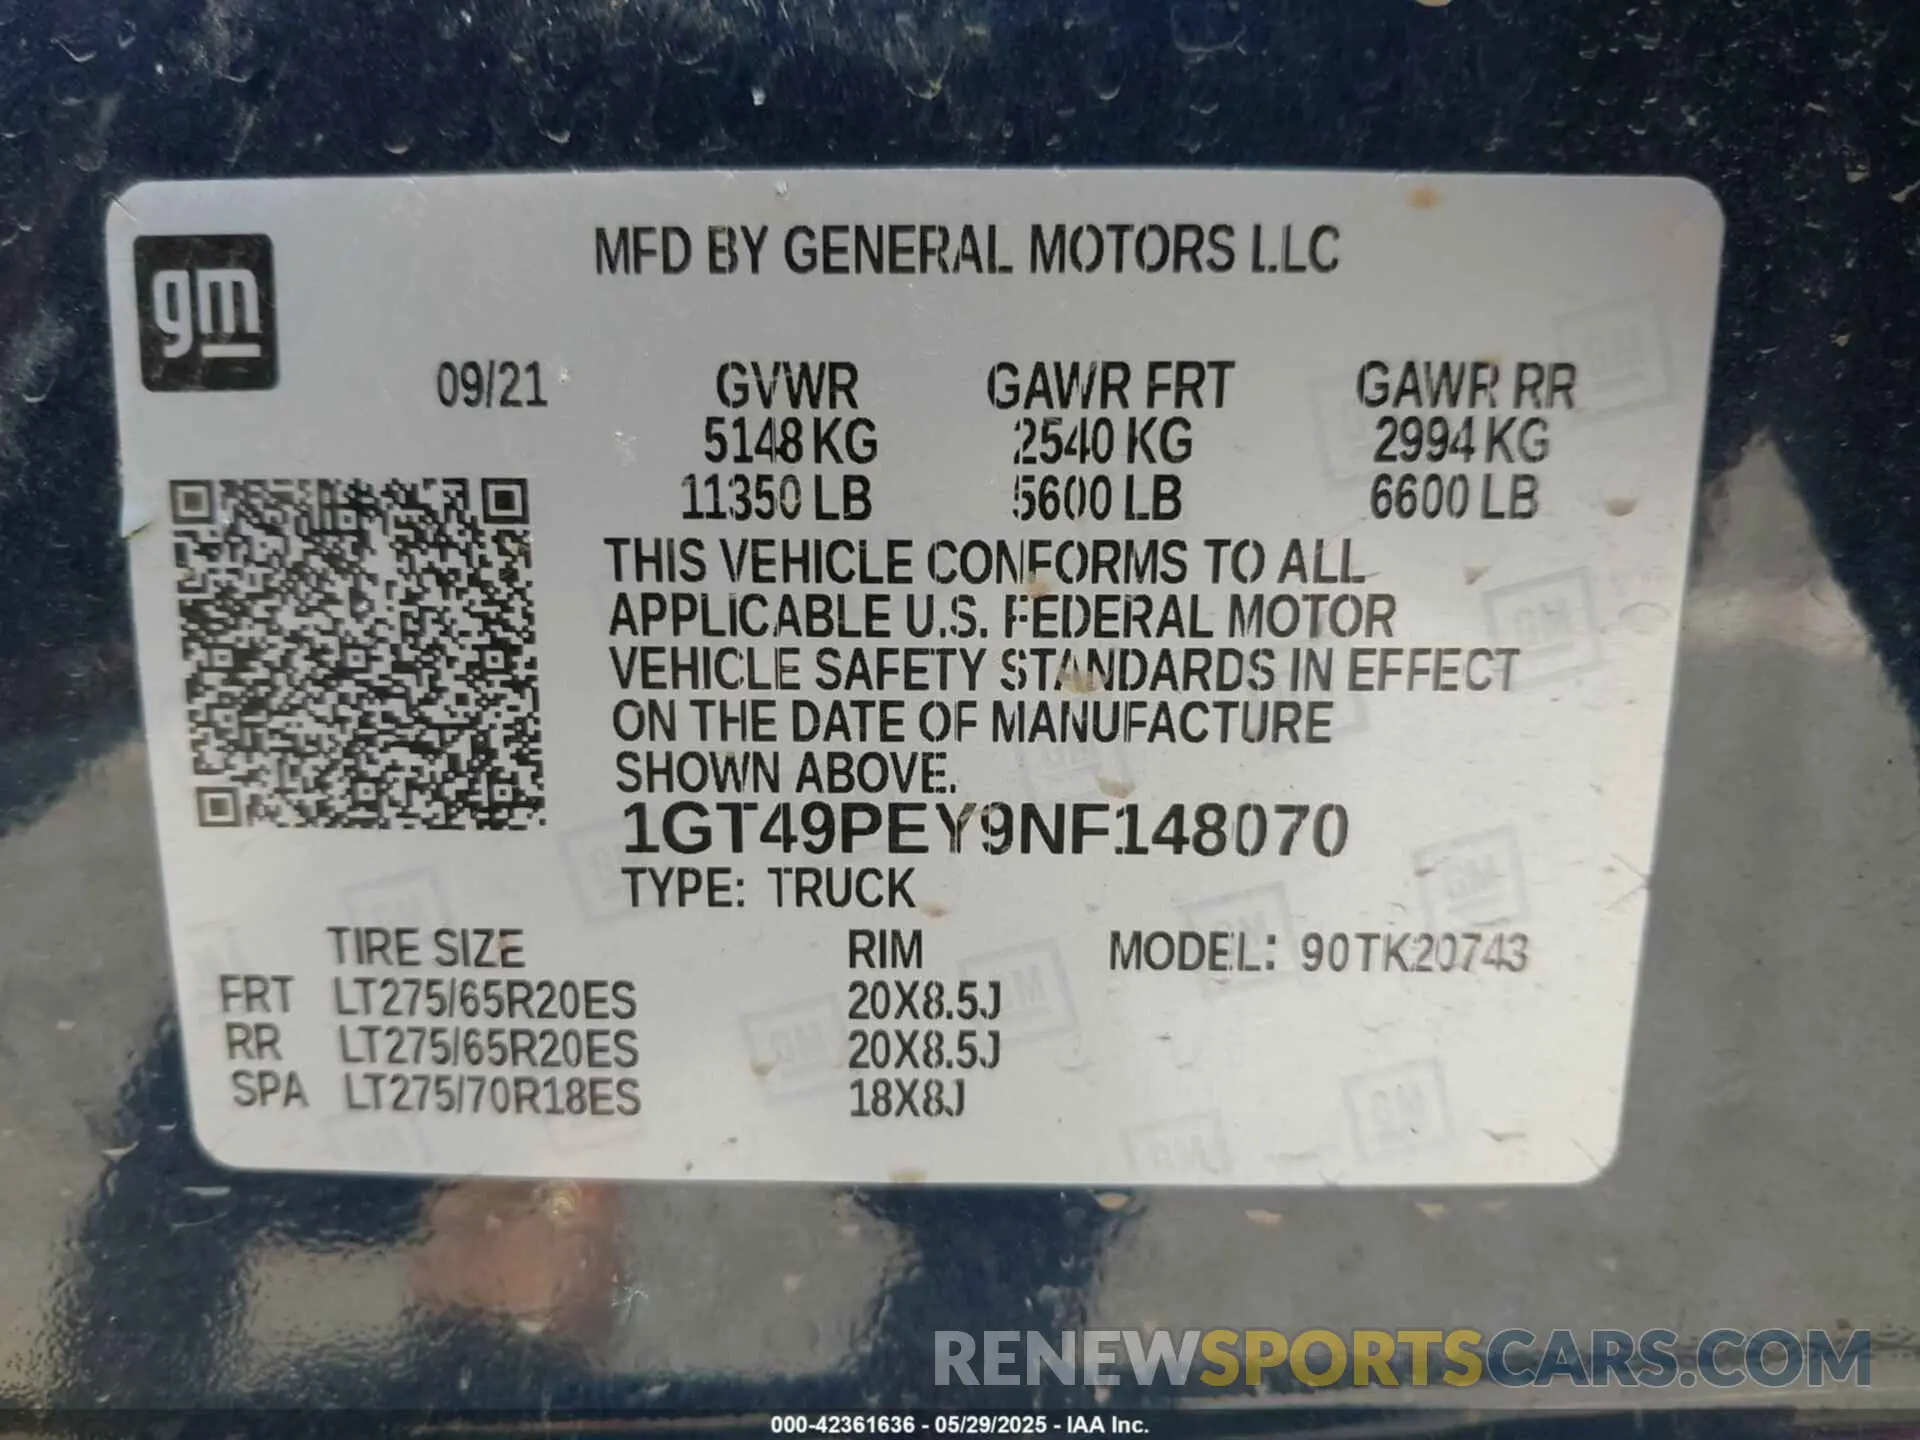 gm
MFD BY GENERAL MOTORS LLC
09/21 GVWR GAWR FRT GAWR RR
5148 KG 2540 KG 2994 KG
11350 LB 5600 LB 6600 LB
THIS VEHICLE CONFORMS TO ALL
APPLICABLE U.S. FEDERAL MOTOR
VEHICLE SAFETY STANDARDS IN EFFECT
ON THE DATE OF MANUFACTURE
SHOWN ABOVE.
1GT49PEY9NF148070
TYPE: TRUCK
TIRE SIZE RIM MODEL: 90TK20743
FRT LT275/65R20ES 20X8.5J
RR LT275/65R20ES 20X8.5J
SPA LT275/70R18ES 18X8J
RENEWSPORTSCARS.COM
000-42361636 - 05/29/2025 - IAA Inc.